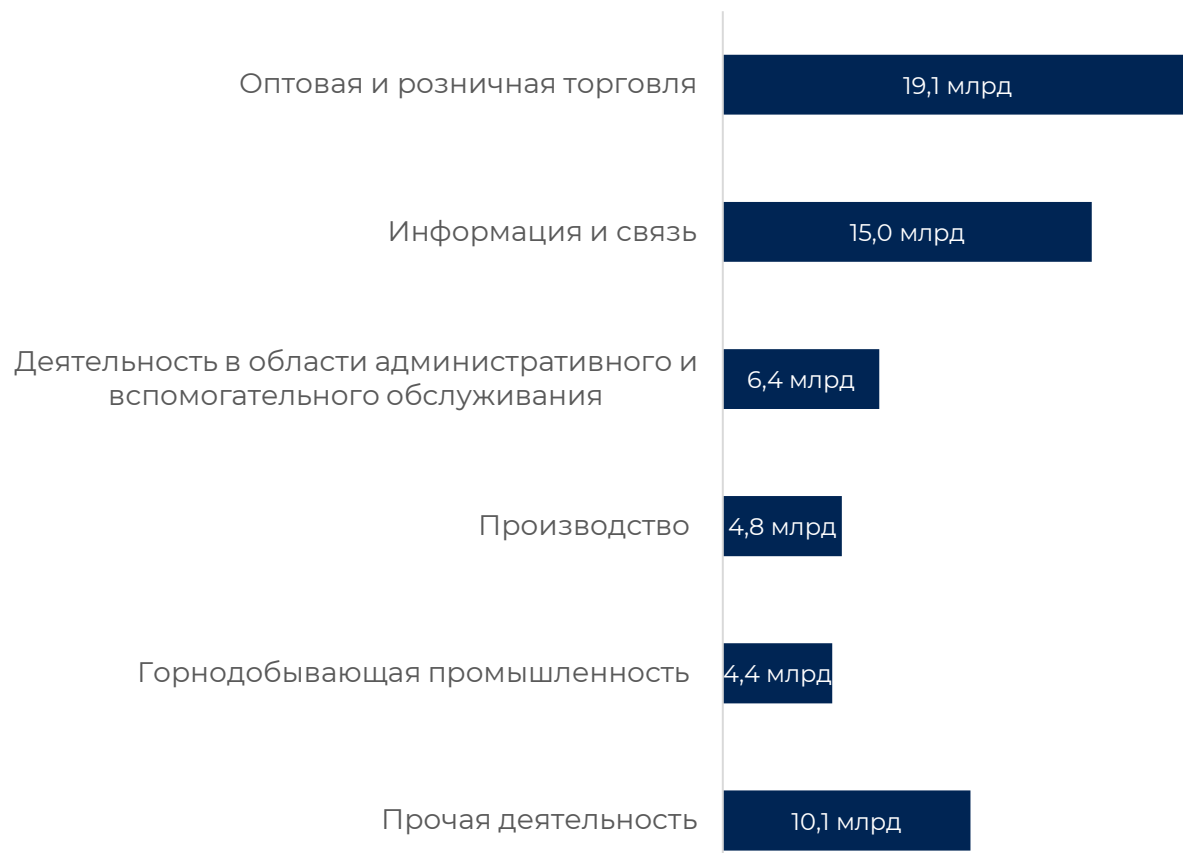 Оптовая и розничная торговля
19,1 млрд
Информация и связь
15,0 млрд
Деятельность в области административного и
вспомогательного обслуживания
6,4 млрд
Производство
4,8 млрд
Горнодобывающая промышленность
4,4 млрд
Прочая деятельность
10,1 млрд